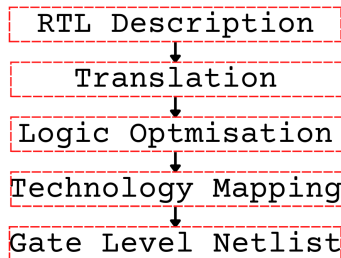 RTL Description
Translation
Logic Optmisation
Technology Mapping
Gate Level Netlist